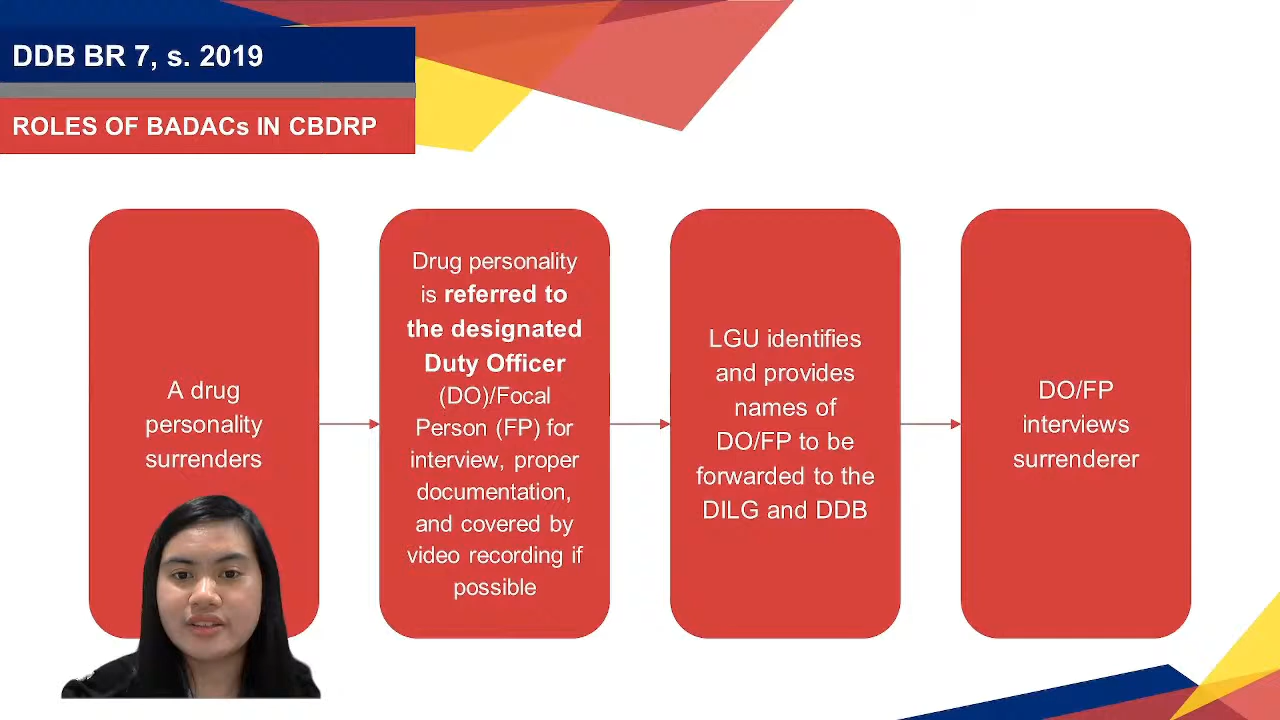 DDB BR 7, s. 2019
ROLES OF BADACs IN CBDRP
A drug
personality
surrenders
Drug personality
is referred to
the designated
Duty Officer
(DO)/Focal
Person (FP) for
interview, proper
documentation,
and covered by
video recording if
possible
LGU identifies
and provides
names of
DO/FP to be
forwarded to the
DILG and DDB
DO/FP
interviews
surrenderer